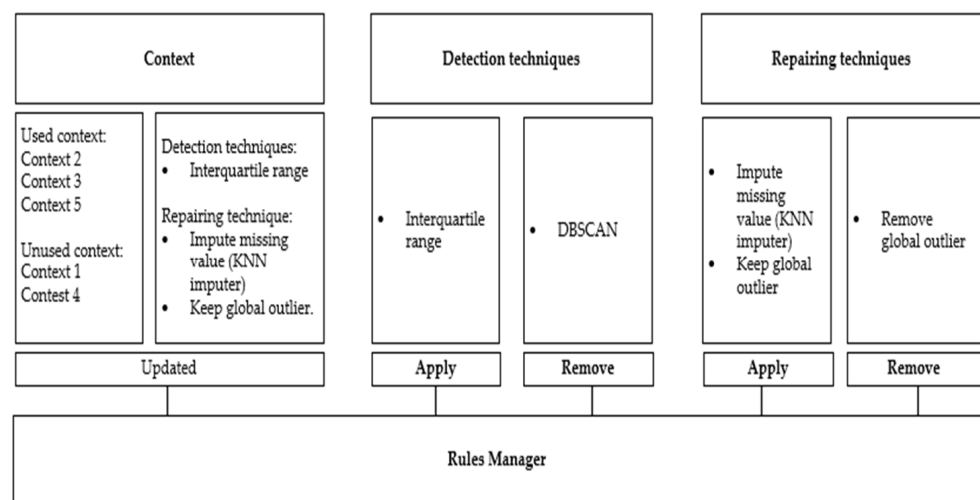 Context
Used context:
Context 2
Context 3
Context 5
Unused context:
Context 1
Contest 4
Detection techniques:
• Interquartile range
Repairing technique:
• Impute missing
value (KNN
imputer)
• Keep global outlier.
Updated
Detection techniques
• Interquartile
range
Apply
• DBSCAN
Remove
Repairing techniques
• Impute
missing
value (KNN
imputer)
• Keep global
outlier
Apply
• Remove
global outlier
Remove
Rules Manager